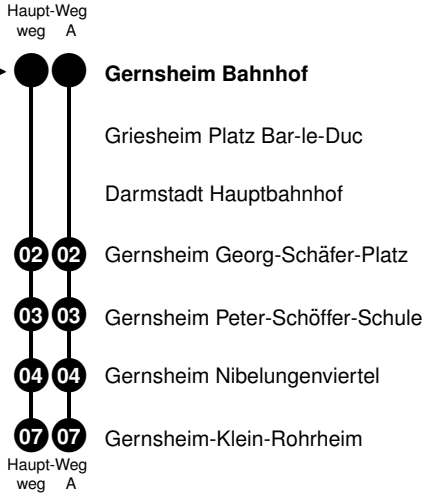 Haupt-Weg
weg A
Gernsheim Bahnhof
Griesheim Platz Bar-le-Duc
Darmstadt Hauptbahnhof
02 02 Gernsheim Georg-Schäfer-Platz
03 03 Gernsheim Peter-Schöffer-Schule
04 04 Gernsheim Nibelungenviertel
07 07 Gernsheim-Klein-Rohrheim
Haupt-Weg
weg A